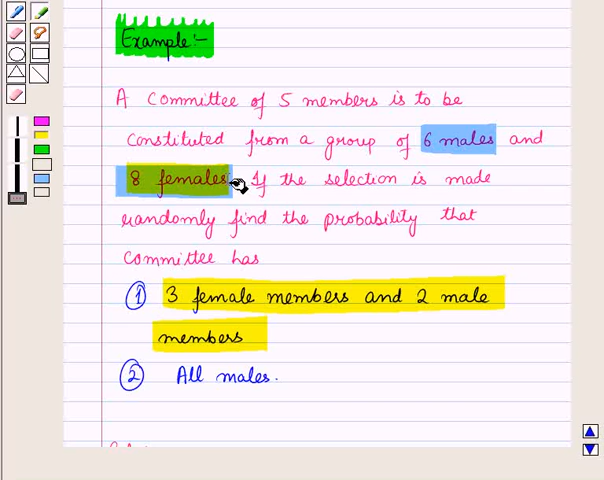 Example:-
A Committee of 5 members is to be
Constituted from a group of 6 males and
8 females. If the selection is made
randomly find the probability that
Committee has
① 3 female members and 2 male
members
② All males.